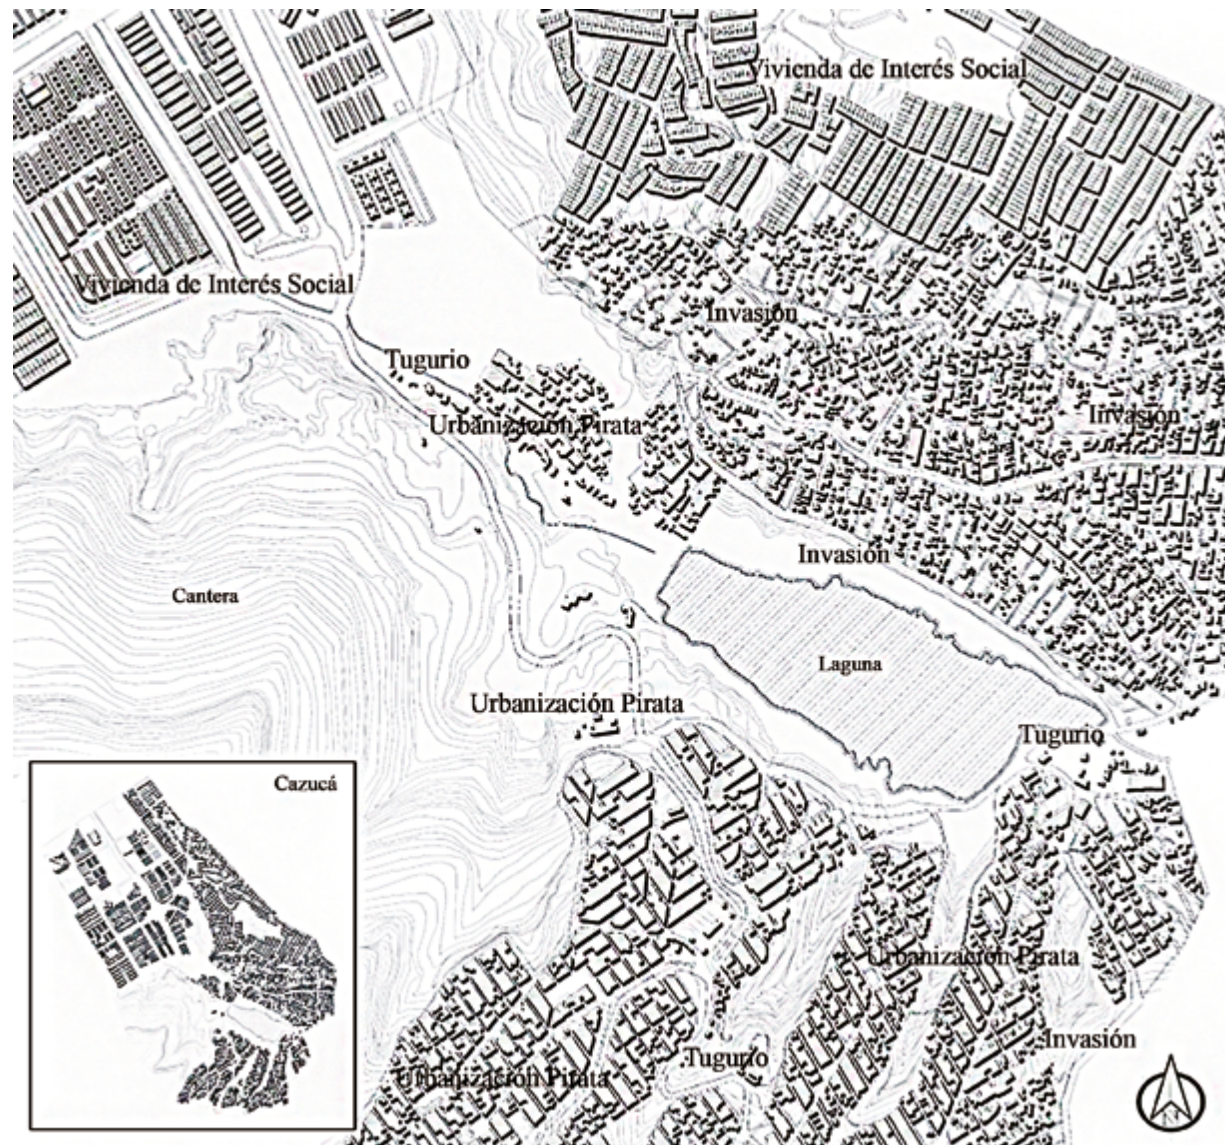 Vivienda de Interés Social
Vivienda de Interés Social
Invasión
Tugurio
Invasión
Urbanización Pirata
Invasión
Cantera
Laguna
Urbanización Pirata
Tugurio
Cazucá
Urbanización Pirata
Invasión
Tugurio
Urbanización Pirata